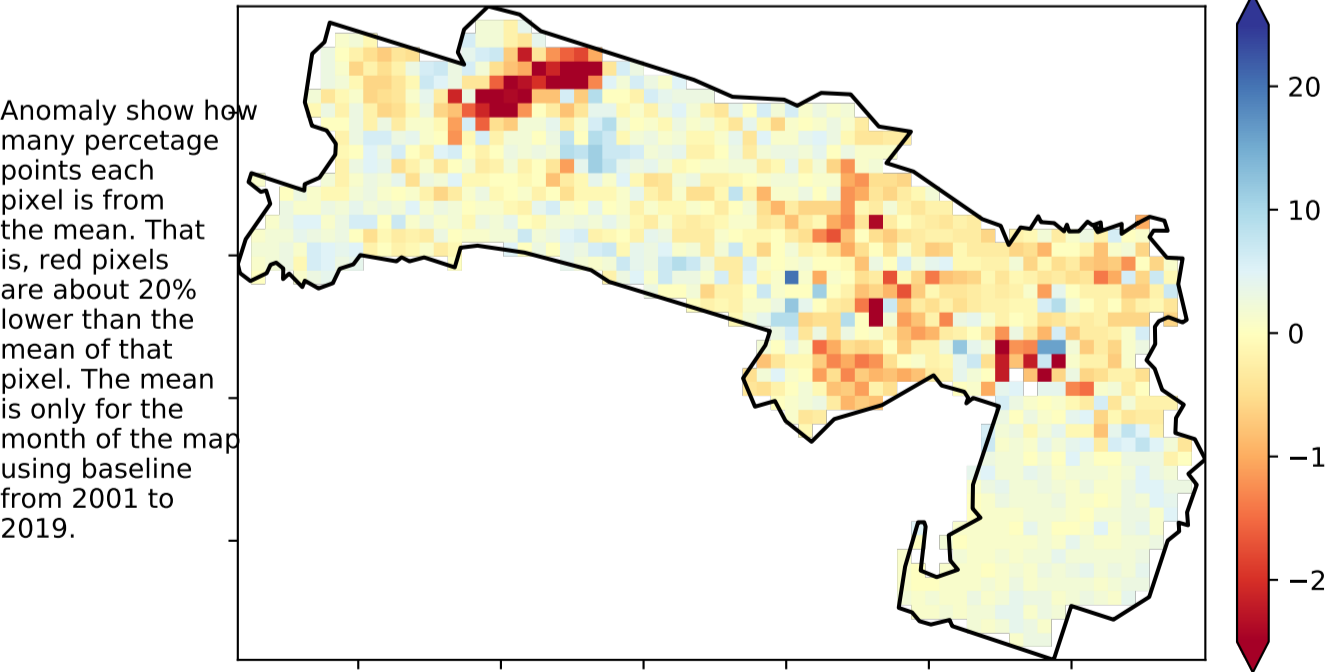 Anomaly show how
many percetage
points each
pixel is from
the mean. That
is, red pixels
are about 20%
lower than the
mean of that
pixel. The mean
is only for the
month of the map
using baseline
from 2001 to
2019.
20
10
0
−1
−2